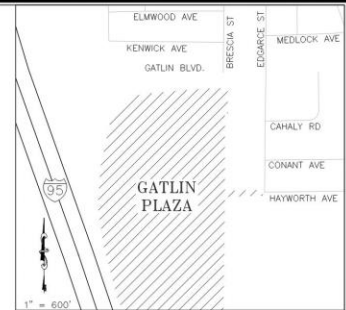 ELMWOOD AVE
KENWICK AVE
GATLIN BLVD.
BRESCIA ST
EDGARCE ST
MEDLOCK AVE
CAHALY RD
CONANT AVE
HAYWORTH AVE
GATLIN
PLAZA
95
1" = 600'